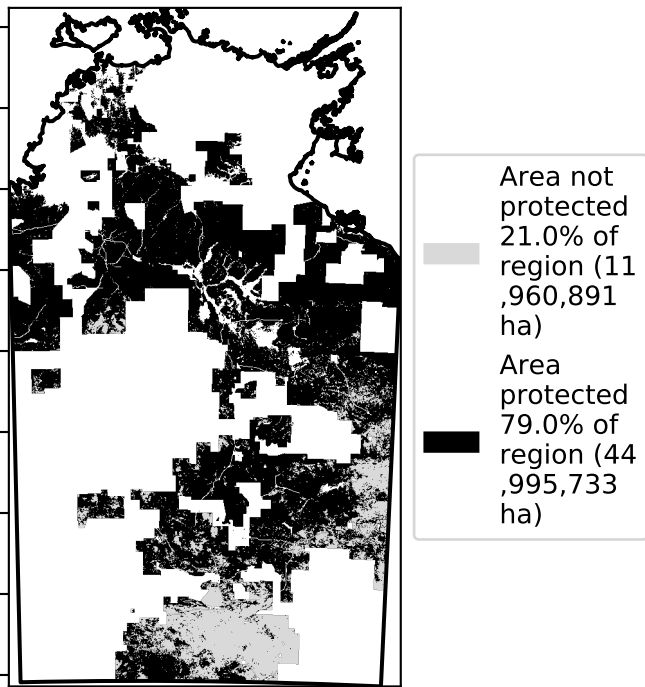 Area not
protected
21.0% of
region (11
,960,891
ha)
Area
protected
79.0% of
region (44
,995,733
ha)